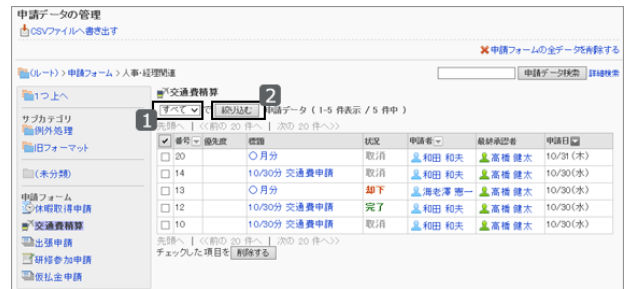 申請データの管理
CSVファイルへ書き出す
申請フォームの全データを削除する
(ルート) > 申請フォーム > 人事・経理関連
申請データ検索 詳細検索
1つ上へ
サブカテゴリ
例外処理
旧フォーマット
(未分類)
申請フォーム
休暇取得申請
交通費精算
出張申請
研修参加申請
仮払金申請
交通費精算
1 2
すべて で 絞り込む 申請データ ( 1-5 件表示 / 5 件中 )
先頭へ | <<前の 20 件へ | 次の 20 件へ>>
番号 優先度 標題 状況 申請者 最終承認者 申請日
20 〇月分 取消 和田 和夫 高橋 健太 10/31(木)
14 10/30分 交通費申請 取消 和田 和夫 高橋 健太 10/30(水)
13 〇月分 却下 海老澤 憲一 高橋 健太 10/30(水)
12 10/30分 交通費申請 完了 和田 和夫 高橋 健太 10/30(水)
10 10/30分 交通費申請 取消 和田 和夫 高橋 健太 10/30(水)
先頭へ | <<前の 20 件へ | 次の 20 件へ>>
チェックした項目を 削除する